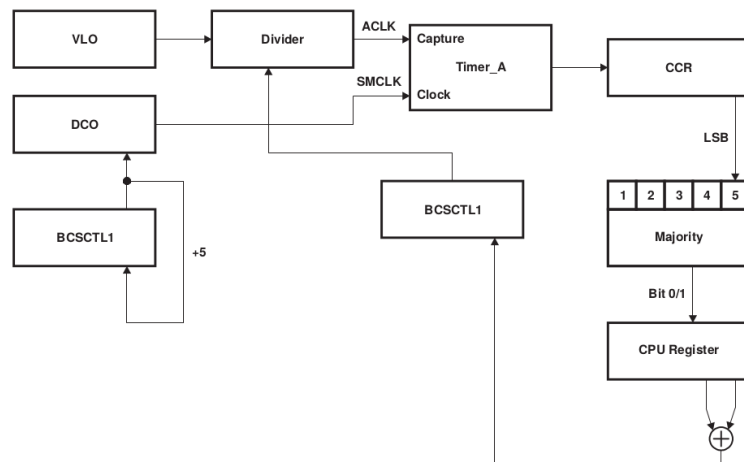 VLO
Divider
ACLK
Capture
Timer_A
CCR
SMCLK
Clock
DCO
LSB
1 2 3 4 5
BCSCTL1
+5
BCSCTL1
Majority
Bit 0/1
CPU Register